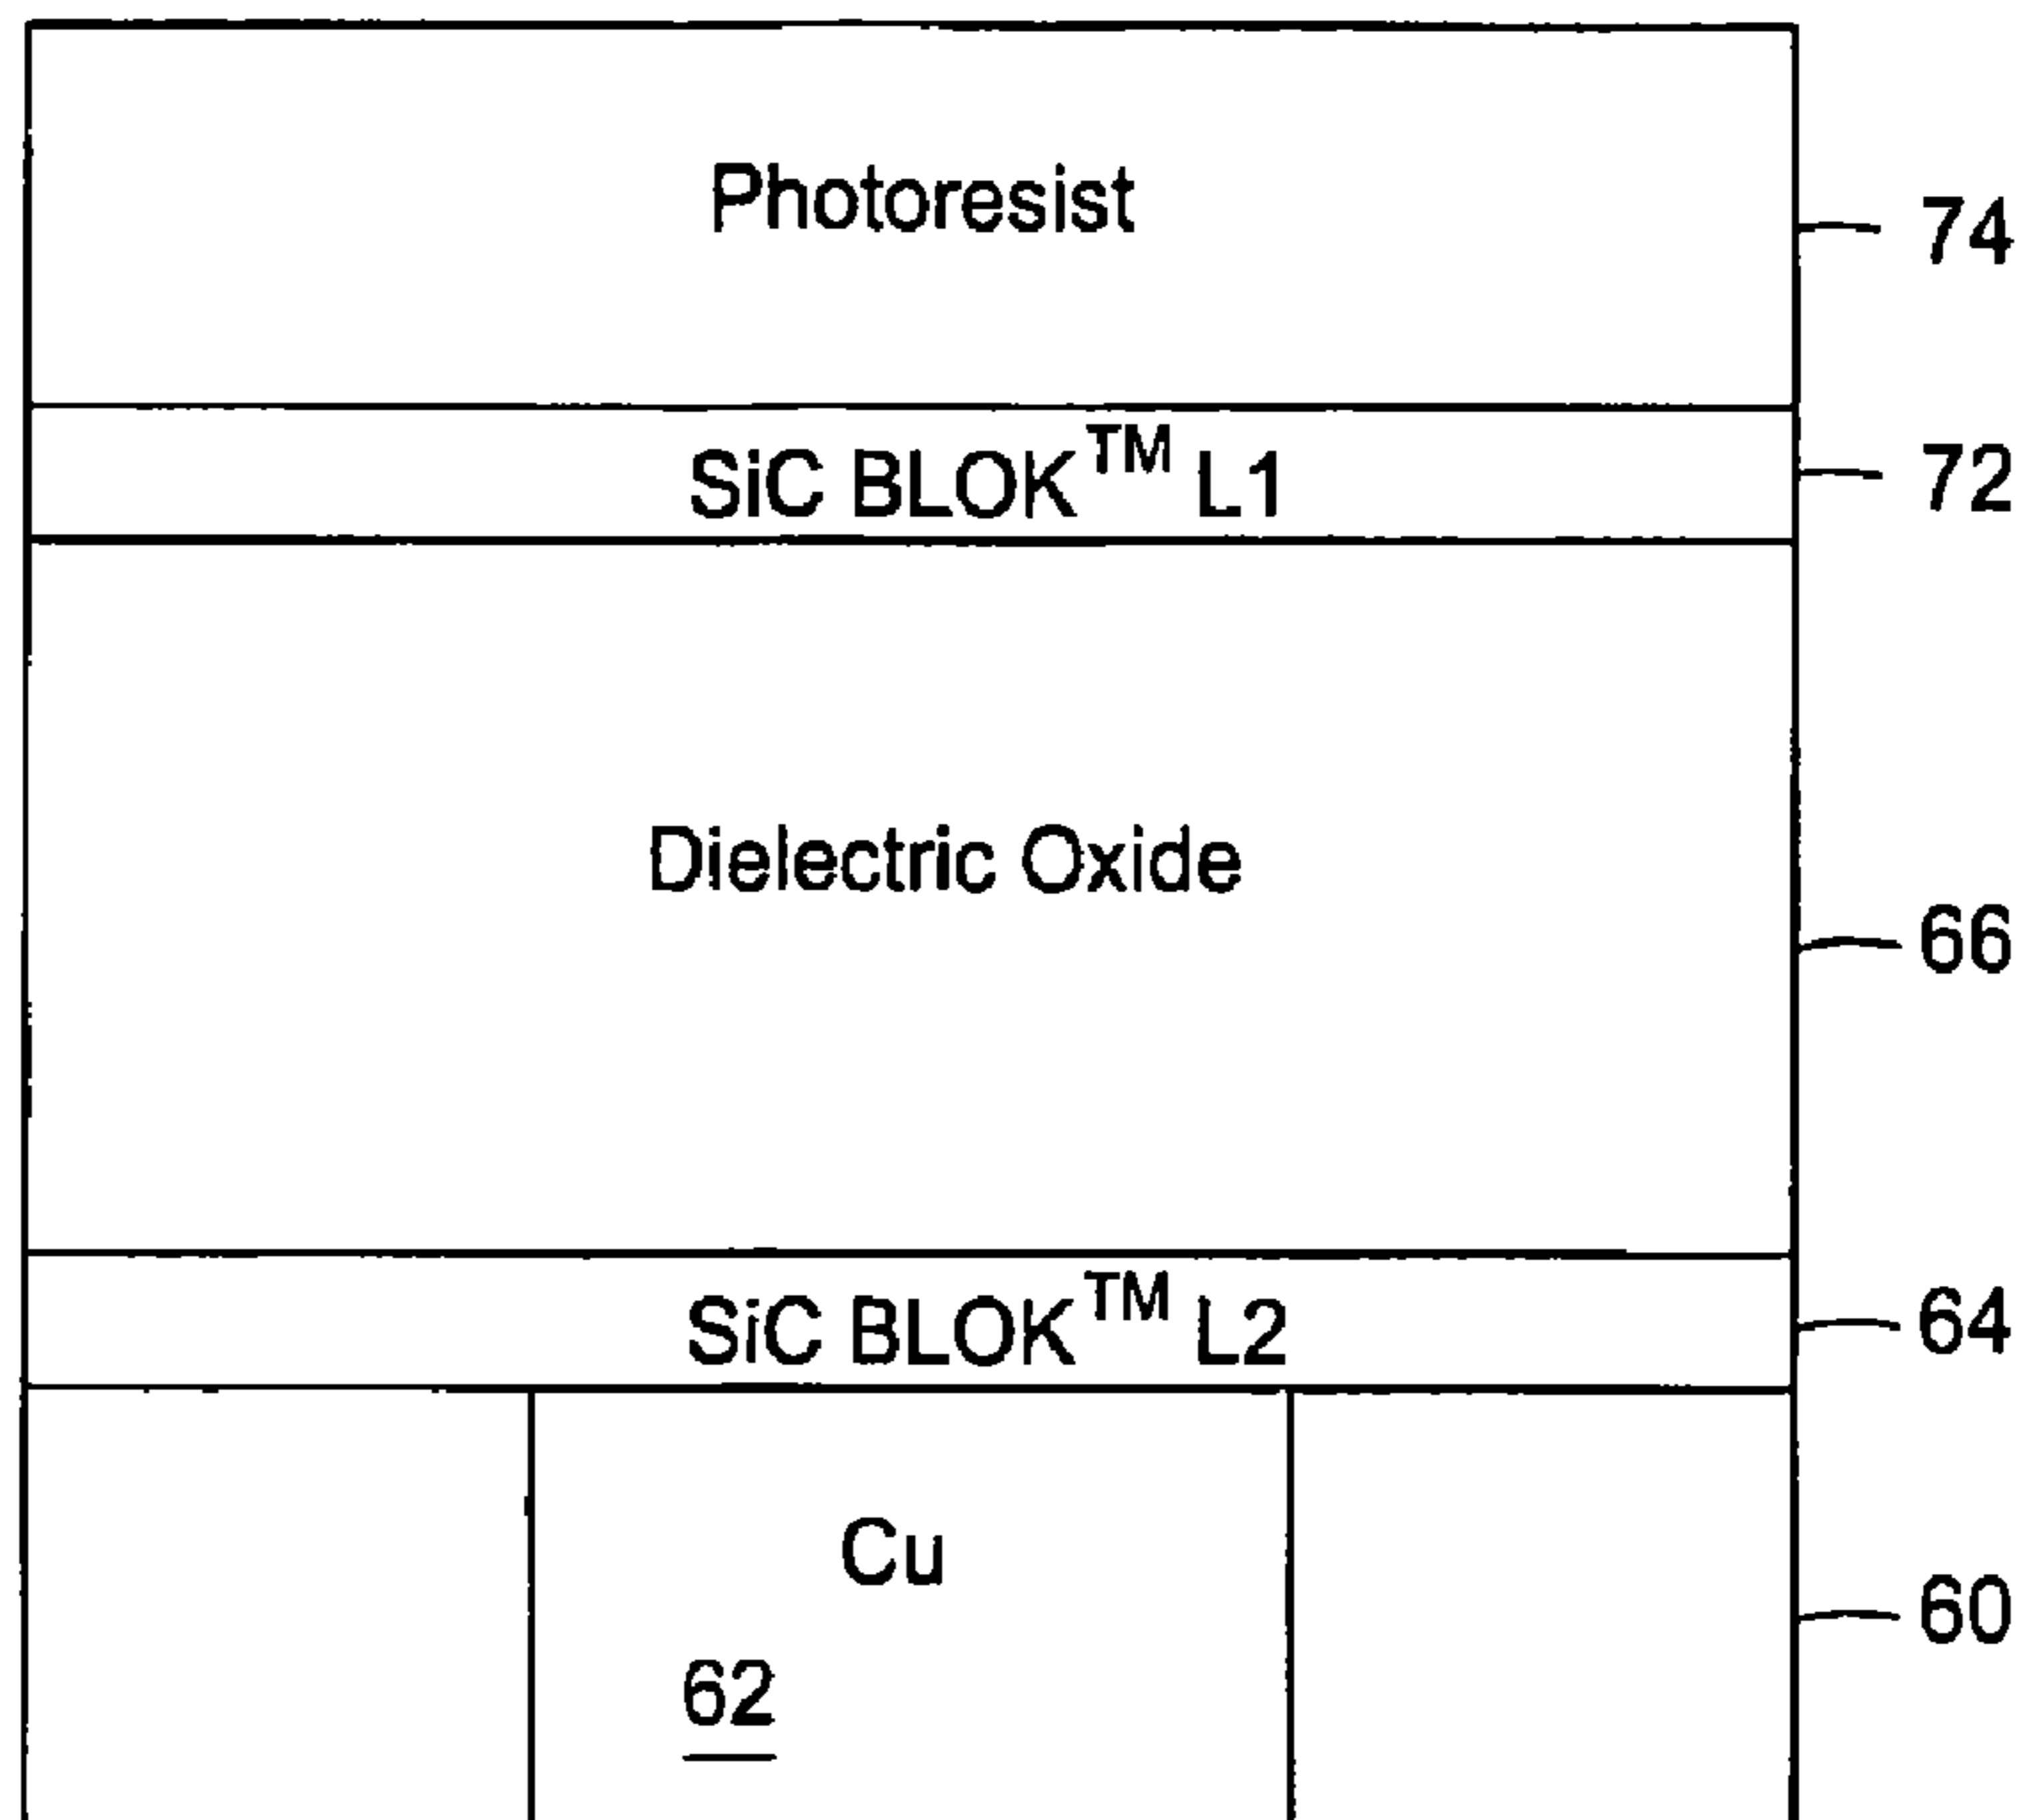 Photoresist
74
SiC BLOK™ L1
72
Dielectric Oxide
66
SiC BLOK™ L2
64
Cu
60
62